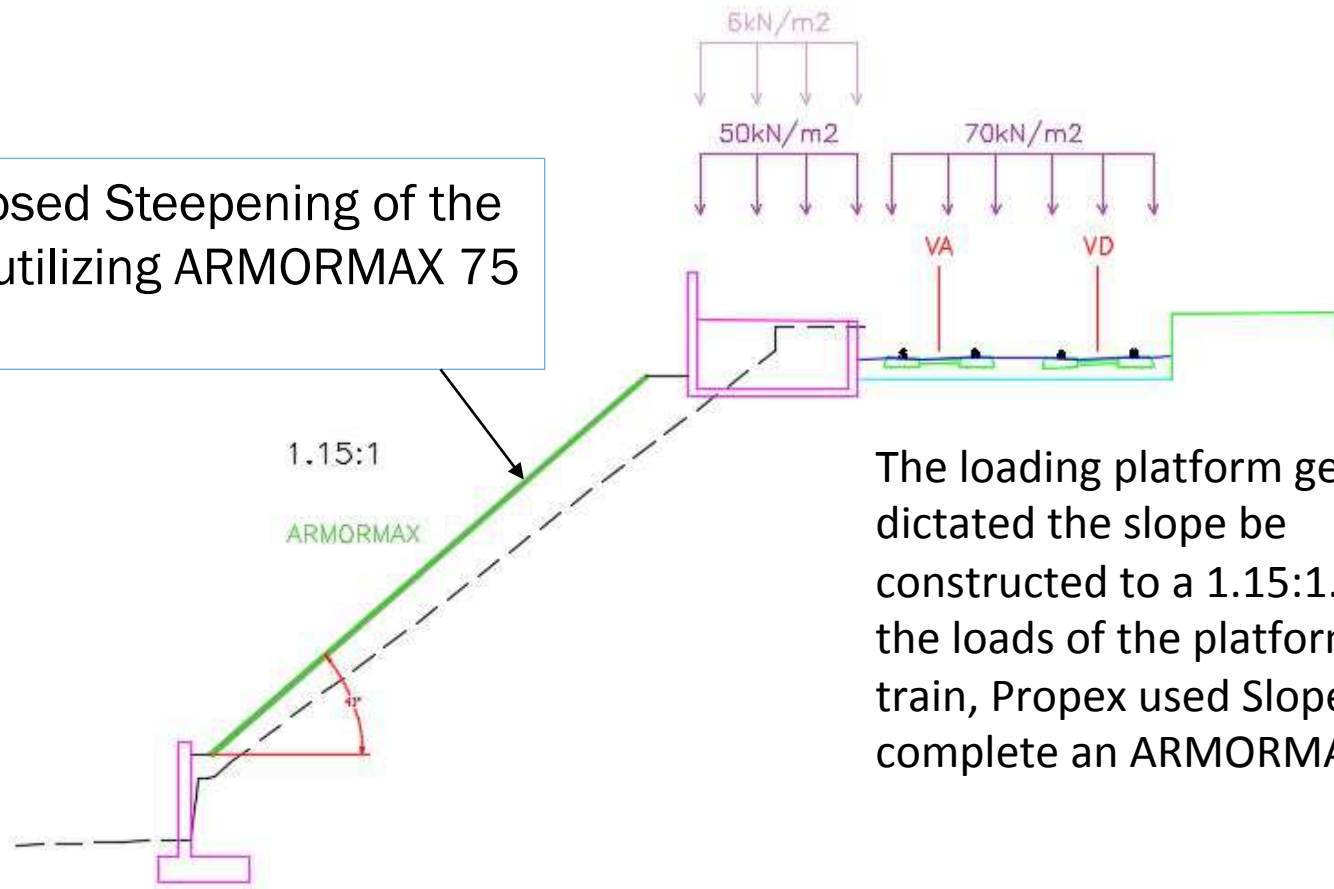 6kN/m2
50kN/m2
70kN/m2
VA
VD
osed Steepening of the
utilizing ARMORMAX 75
1.15:1
ARMORMAX
The loading platform ge
dictated the slope be
constructed to a 1.15:1.
the loads of the platform
train, Propex used Slope
complete an ARMORMA